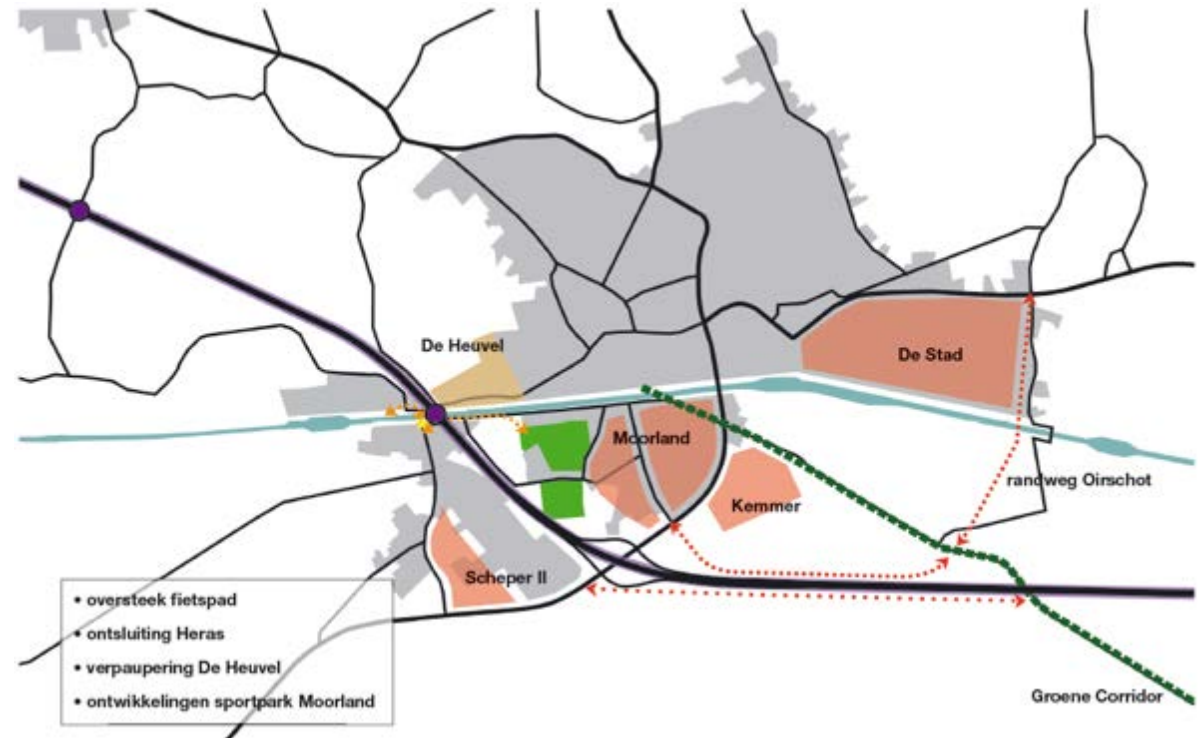 De Heuvel
De Stad
Moorland
Kemmer
randweg Oirschot
Scheper II
• oversteek fietspad
• ontsluiting Heras
• verpaupering De Heuvel
• ontwikkelingen sportpark Moorland
Groene Corridor